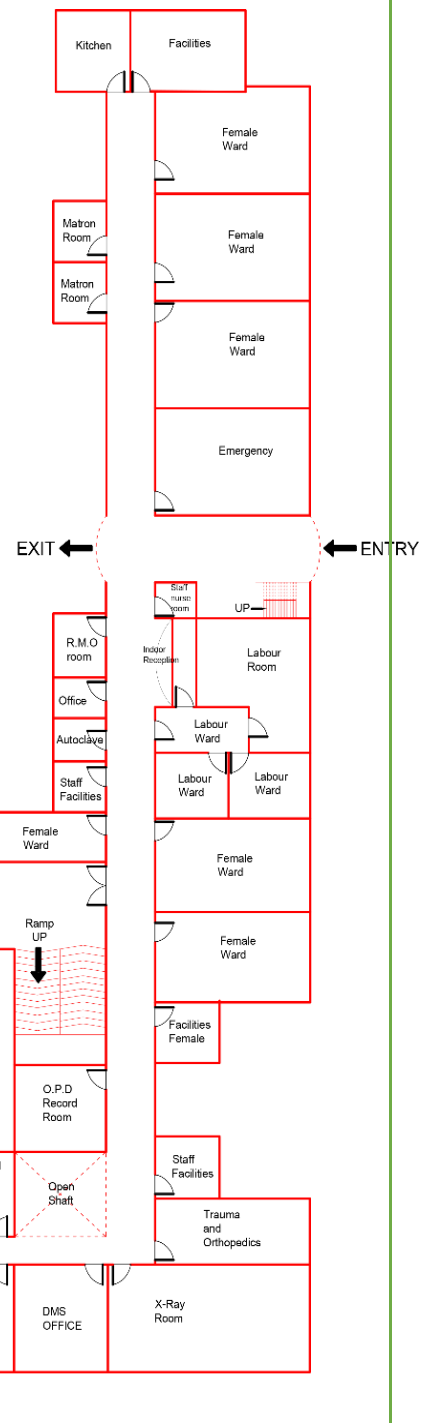 Kitchen
Facilities
Female
Ward
Matron
Room
Female
Ward
Matron
Room
Female
Ward
Emergency
EXIT
ENTRY
Staff
nurse
room
UP
R.M.O
room
Indoor
Reception
Labour
Room
Office
Labour
Ward
Autoclave
Staff
Facilities
Labour
Ward
Labour
Ward
Female
Ward
Female
Ward
Ramp
UP
Female
Ward
Facilities
Female
O.P.D
Record
Room
Staff
Facilities
Open
Shaft
Trauma
and
Orthopedics
DMS
OFFICE
X-Ray
Room